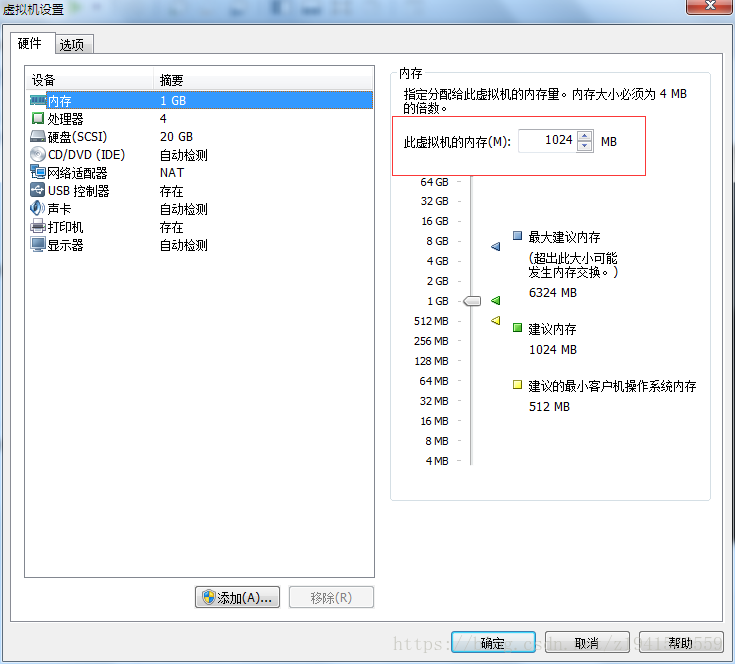 虚拟机设置
硬件 选项
设备 摘要
内存 1 GB
处理器 4
硬盘(SCSI) 20 GB
CD/DVD (IDE) 自动检测
网络适配器 NAT
USB 控制器 存在
声卡 自动检测
打印机 存在
显示器 自动检测
添加(A)... 移除(R)
内存
指定分配给此虚拟机的内存量。内存大小必须为 4 MB
的倍数。
此虚拟机的内存(M): 1024 MB
64 GB
32 GB
16 GB
8 GB
4 GB
2 GB
1 GB
512 MB
256 MB
128 MB
64 MB
32 MB
16 MB
8 MB
4 MB
最大建议内存
(超出此大小可能
发生内存交换。)
6324 MB
建议内存
1024 MB
建议的最小客户机操作系统内存
512 MB
确定 取消 帮助